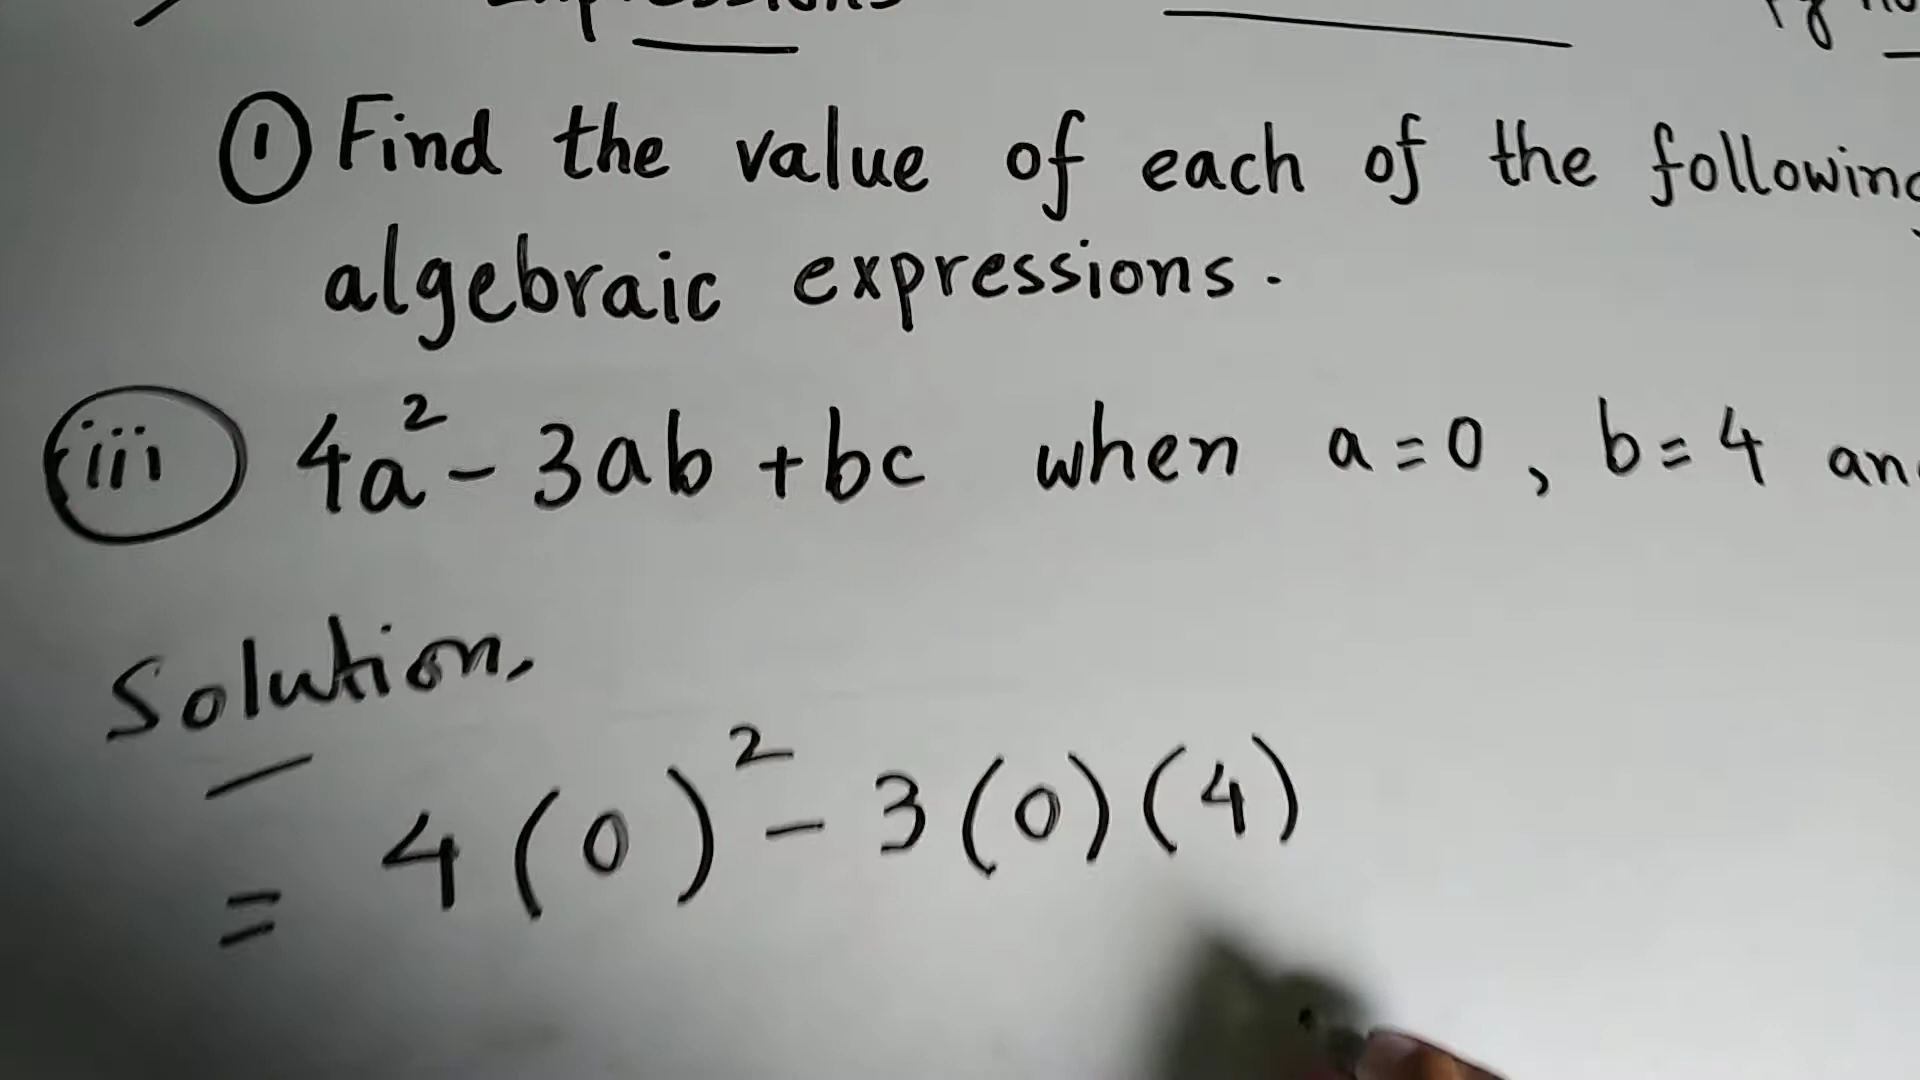 ① Find the value of each of the following
algebraic expressions.
iii 4a² - 3ab + bc when a = 0, b = 4
Solution,
= 4(0)² - 3(0)(4)